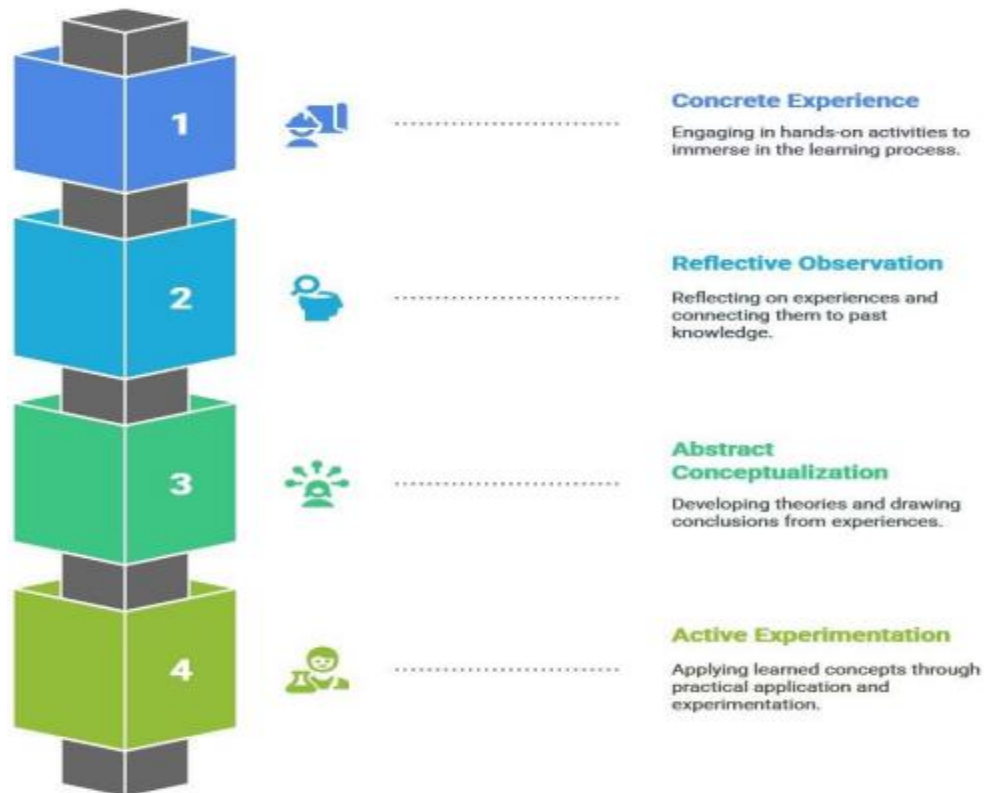 1
Concrete Experience
Engaging in hands-on activities to
immerse in the learning process.
2
Reflective Observation
Reflecting on experiences and
connecting them to past
knowledge.
3
Abstract
Conceptualization
Developing theories and drawing
conclusions from experiences.
4
Active Experimentation
Applying learned concepts through
practical application and
experimentation.